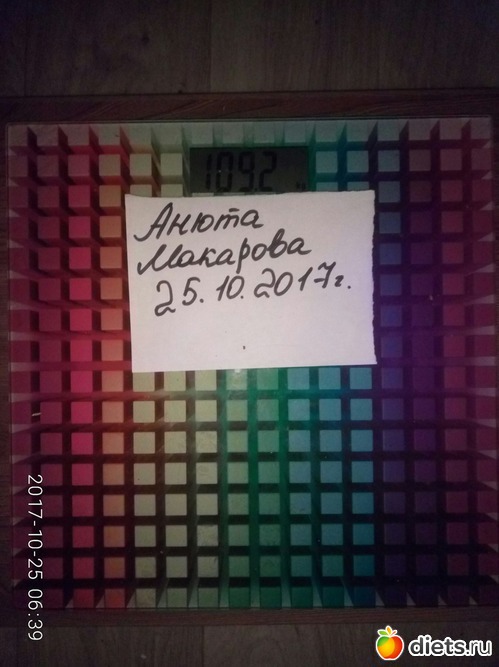 109.2
Анюта
Макарова
25.10.2017г.
2017-10-25 06:39
diets.ru